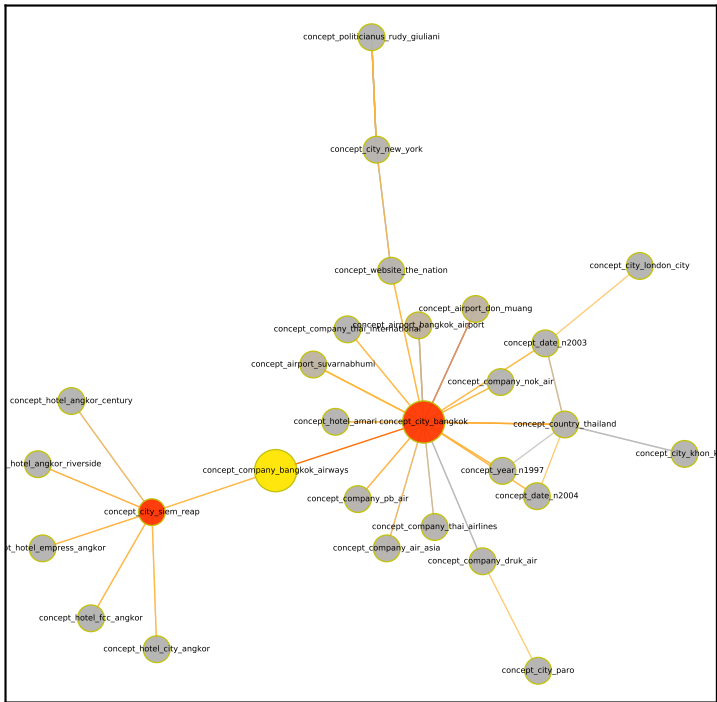 concept_politicianus_rudy_giuliani
concept_city_new_york
concept_city_london_city
concept_website_the_nation
concept_airport_don_muang
concept_company_thai_international
concept_airport_bangkok_airport
concept_date_n2003
concept_airport_suvarnabhumi
concept_company_nok_air
concept_hotel_angkor_century
concept_hotel_amari
concept_city_bangkok
concept_country_thailand
concept_city_khon_k
_hotel_angkor_riverside
concept_company_bangkok_airways
concept_year_n1997
concept_date_n2004
concept_company_pb_air
concept_city_siem_reap
concept_company_thai_airlines
pt_hotel_empress_angkor
concept_company_air_asia
concept_company_druk_air
concept_hotel_fcc_angkor
concept_hotel_city_angkor
concept_city_paro